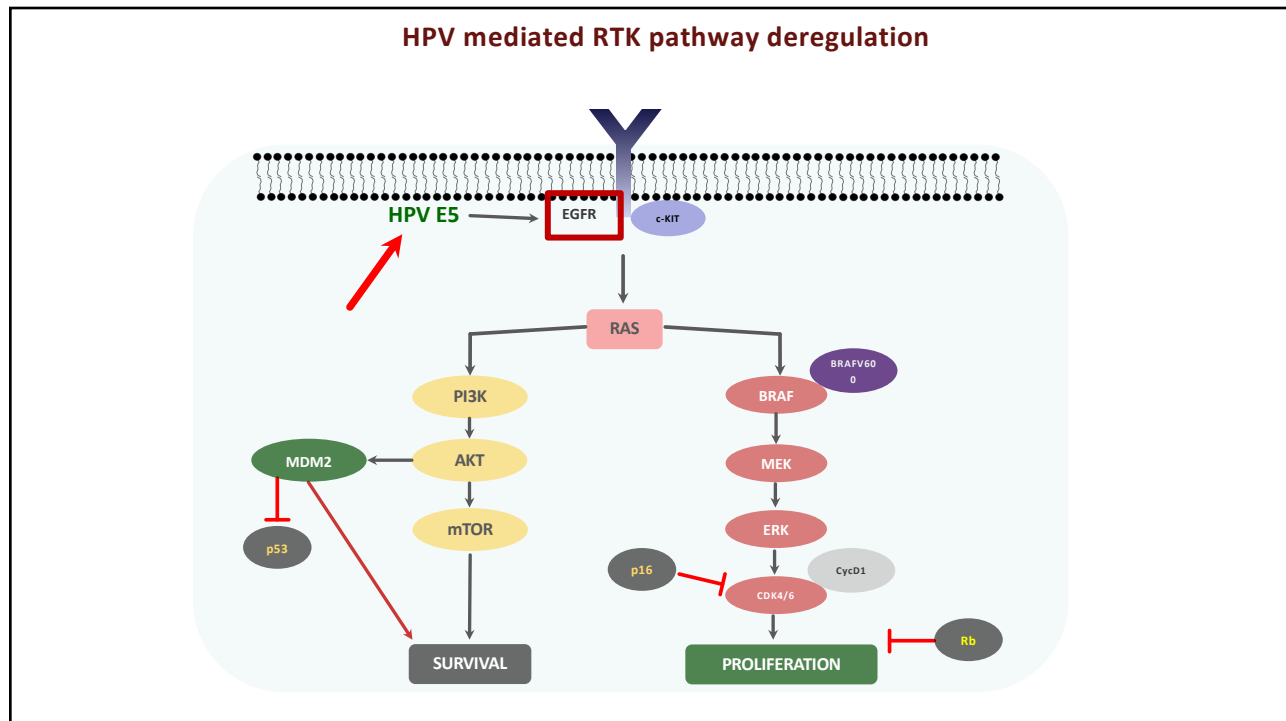 HPV mediated RTK pathway deregulation
HPV E5
EGFR
c-KIT
RAS
PI3K
BRAF
BRAFV60
0
MDM2
AKT
MEK
mTOR
ERK
p53
p16
CycD1
CDK4/6
Rb
SURVIVAL
PROLIFERATION